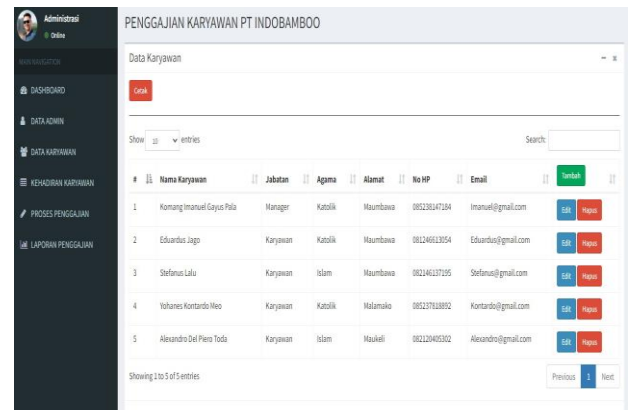 Administrasi
Online
PENGGAJIAN KARYAWAN PT INDOBAMBOO
MAIN NAVIGATION
DASHBOARD
DATA ADMIN
DATA KARYAWAN
KEHADIRAN KARYAWAN
PROSES PENGGAJIAN
LAPORAN PENGGAJIAN
Data Karyawan
Cetak
Show 10 entries Search:
# Nama Karyawan Jabatan Agama Alamat No HP Email Tambah
1 Komang Imanuel Gayus Pala Manager Katolik Maumbawa 085238147184 Imanuel@gmail.com Edit Hapus
2 Eduardus Jago Karyawan Katolik Maumbawa 081246613054 Eduardus@gmail.com Edit Hapus
3 Stefanus Lalu Karyawan Islam Maumbawa 082146137195 Stefanus@gmail.com Edit Hapus
4 Yohanes Kontardo Meo Karyawan Katolik Malamako 085237818892 Kontardo@gmail.com Edit Hapus
5 Alexandro Del Piero Toda Karyawan Islam Maukeli 082120405302 Alexandro@gmail.com Edit Hapus
Showing 1 to 5 of 5 entries Previous 1 Next